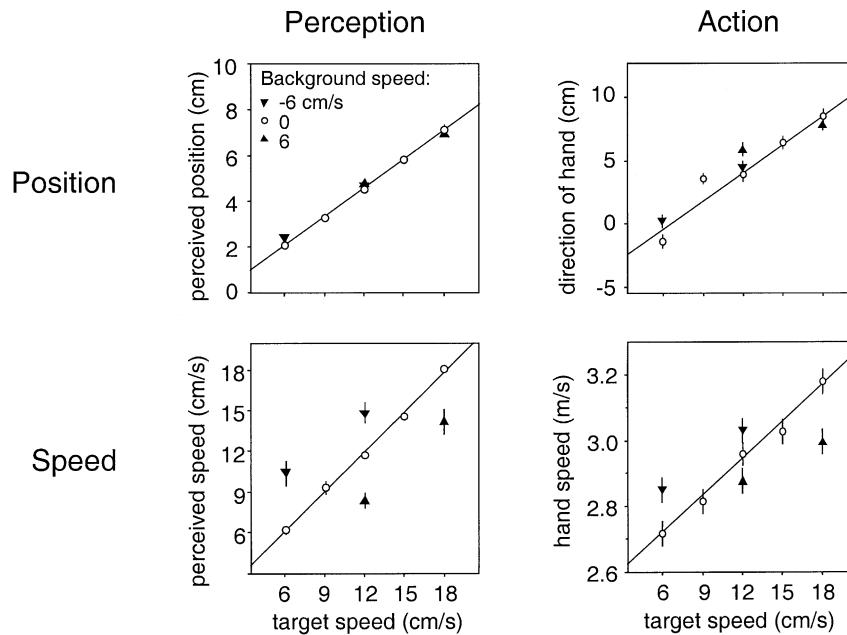 Perception
Action
Position
Speed
perceived position (cm)
10
8
6
4
2
0
Background speed:
▼ -6 cm/s
○ 0
▲ 6
direction of hand (cm)
10
5
0
-5
perceived speed (cm/s)
18
15
12
9
6
6 9 12 15 18
target speed (cm/s)
hand speed (m/s)
3.2
3.0
2.8
2.6
6 9 12 15 18
target speed (cm/s)